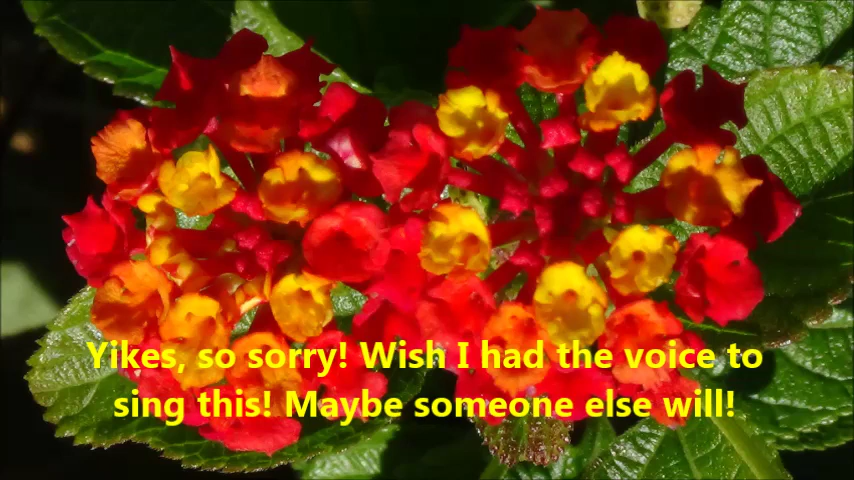 Yikes, so sorry! Wish I had the voice to
sing this! Maybe someone else will!